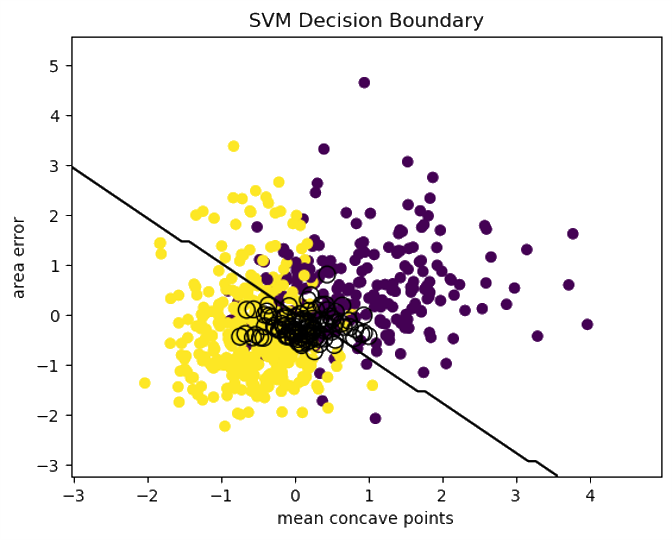 SVM Decision Boundary
5
4
3
2
1
0
−1
−2
−3
area error
−3 −2 −1 0 1 2 3 4
mean concave points